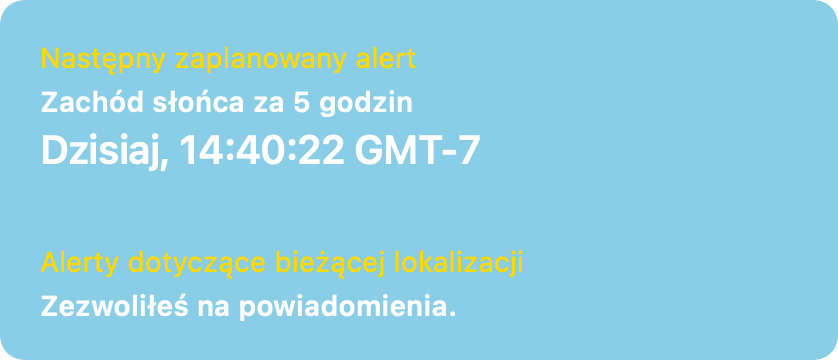 Następny zaplanowany alert
Zachód słońca za 5 godzin
Dzisiaj, 14:40:22 GMT-7
Alerty dotyczące bieżącej lokalizacji
Zezwoliłeś na powiadomienia.